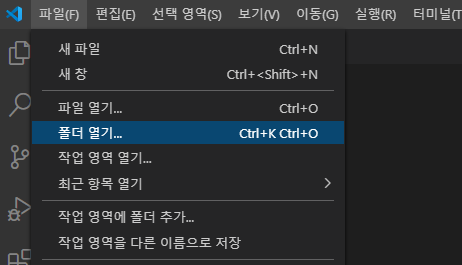 파일(F) 편집(E) 선택 영역(S) 보기(V) 이동(G) 실행(R) 터미널(T
새 파일 Ctrl+N
새 창 Ctrl+<Shift>+N
파일 열기... Ctrl+O
폴더 열기... Ctrl+K Ctrl+O
작업 영역 열기...
최근 항목 열기
작업 영역에 폴더 추가...
작업 영역을 다른 이름으로 저장